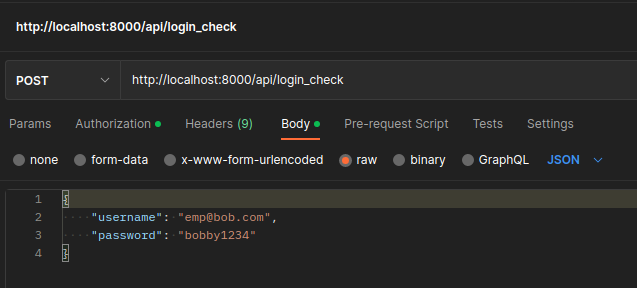 http://localhost:8000/api/login_check
POST http://localhost:8000/api/login_check
Params Authorization Headers (9) Body Pre-request Script Tests Settings
none form-data x-www-form-urlencoded raw binary GraphQL JSON
1 {
2 "username": "emp@bob.com",
3 "password": "bobby1234"
4 }